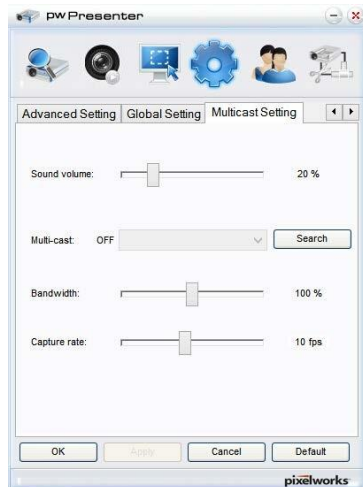 pwPresenter
Advanced Setting Global Setting Multicast Setting
Sound volume: 20 %
Multi-cast: OFF Search
Bandwidth: 100 %
Capture rate: 10 fps
OK Apply Cancel Default
pixelworks